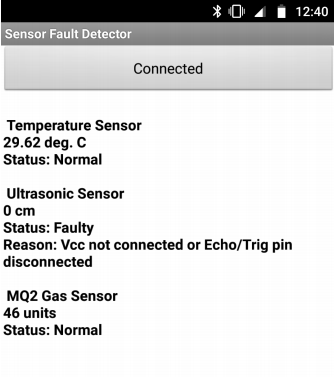 12:40
Sensor Fault Detector
Connected
Temperature Sensor
29.62 deg. C
Status: Normal
Ultrasonic Sensor
0 cm
Status: Faulty
Reason: Vcc not connected or Echo/Trig pin
disconnected
MQ2 Gas Sensor
46 units
Status: Normal